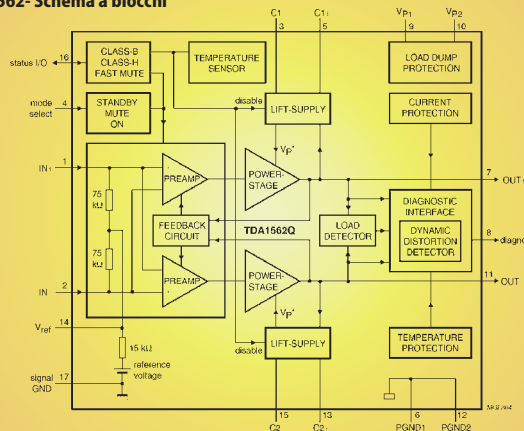 562- Schema a blocchi
C1 C1+ VP1 VP2
3 5 9 10
status I/O 16
CLASS-B
CLASS-H
FAST MUTE
TEMPERATURE
SENSOR
LOAD DUMP
PROTECTION
mode
select 4
STANDBY
MUTE
ON
disable
LIFT-SUPPLY
CURRENT
PROTECTION
VP*
IN+ 1
PREAMP
POWER-
STAGE
7 OUT
75
kΩ
FEEDBACK
CIRCUIT
TDA1562Q
LOAD
DETECTOR
DIAGNOSTIC
INTERFACE
DYNAMIC
DISTORTION
DETECTOR
8 diagno
75
kΩ
PREAMP
POWER-
STAGE
11 OUT
IN 2
VP*
Vref 14
15 kΩ
disable
LIFT-SUPPLY
TEMPERATURE
PROTECTION
reference
voltage
signal
GND 17
15 13 6 12
C2 C2+ PGND1 PGND2